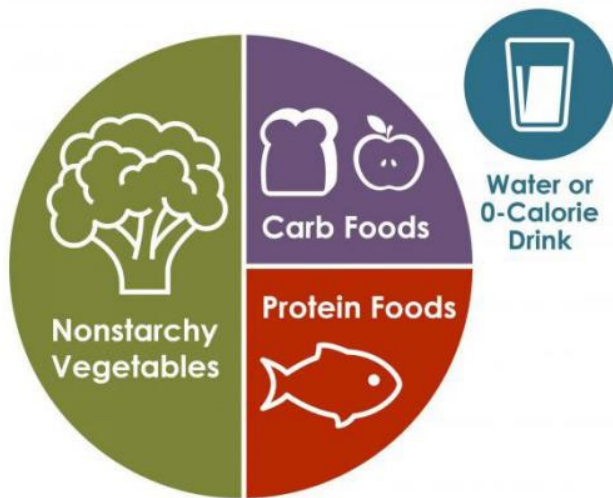 Nonstarchy
Vegetables
Carb Foods
Protein Foods
Water or
0-Calorie
Drink